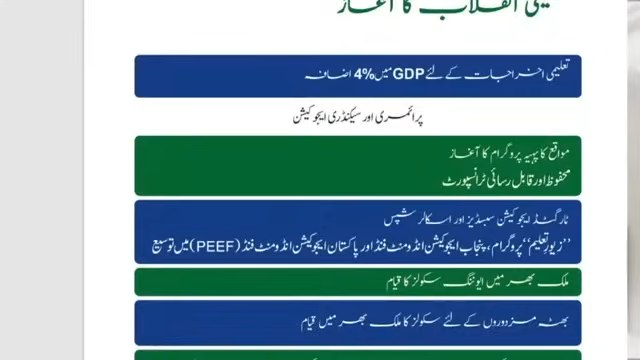 تعلیمی انقلاب کا آغاز
تعلیمی اخراجات کے لئے GDP میں 4% اضافہ
پرائمری اور سیکنڈری ایجوکیشن
مواقع کا پہیہ پروگرام کا آغاز
محفوظ اور قابل رسائی ٹرانسپورٹ
ٹارگٹڈ ایجوکیشن سبسڈیز اور اسکالرشپس
”زیورِ تعلیم“ پروگرام، پنجاب ایجوکیشن انڈومنٹ فنڈ اور پاکستان ایجوکیشن انڈومنٹ فنڈ (PEEF) میں توسیع
ملک بھر میں ایوننگ سکولز کا قیام
بھٹہ مزدوروں کے لئے سکولز کا ملک بھر میں قیام